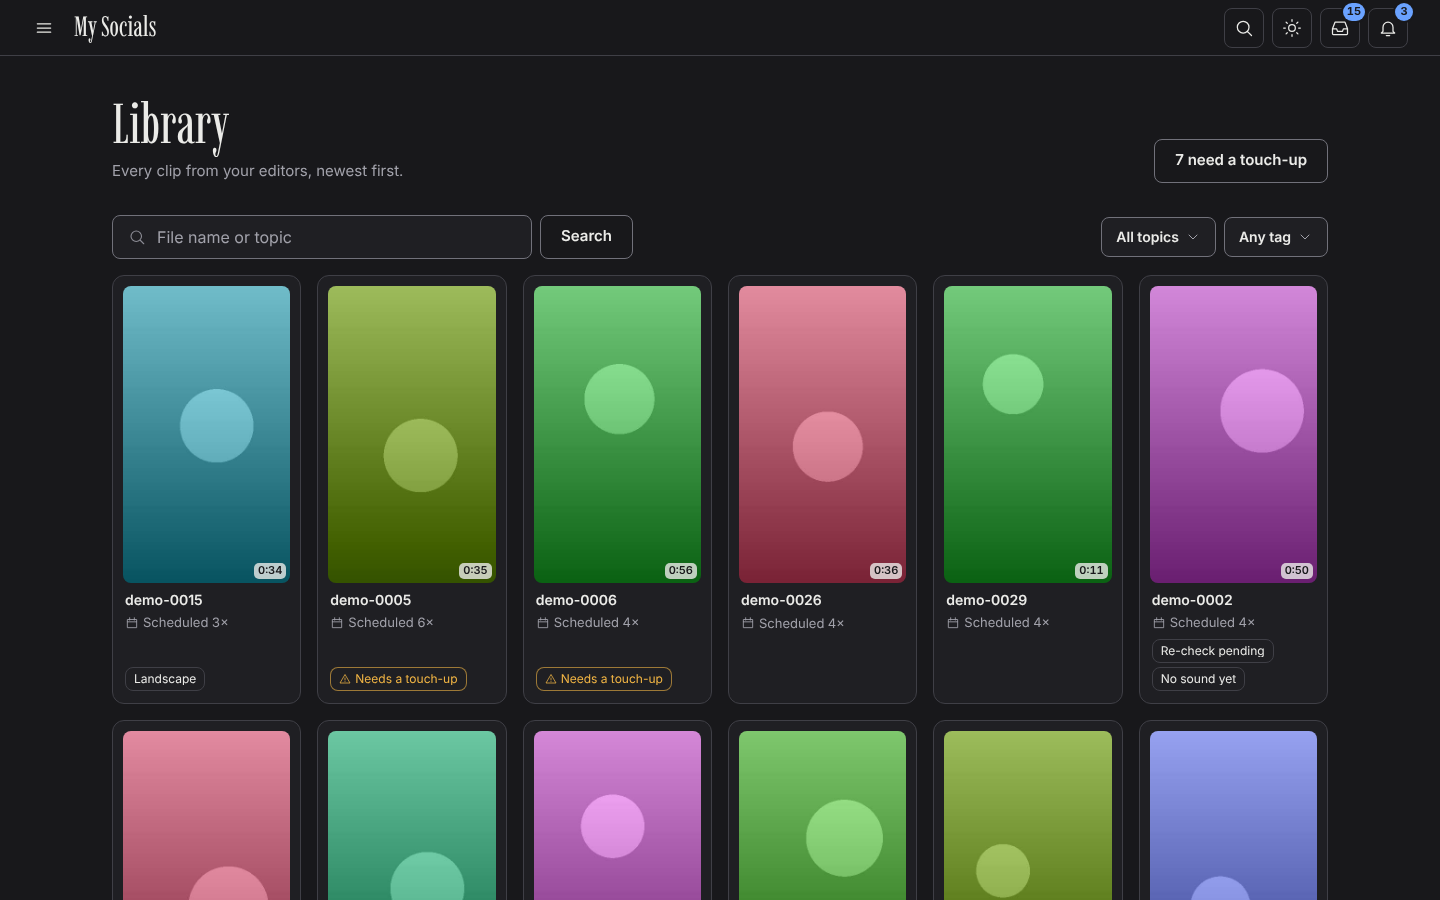 My Socials
15
3
Library
Every clip from your editors, newest first.
7 need a touch-up
File name or topic
Search
All topics
Any tag
0:34
0:35
0:56
0:36
0:11
0:50
demo-0015
demo-0005
demo-0006
demo-0026
demo-0029
demo-0002
Scheduled 3×
Scheduled 6×
Scheduled 4×
Scheduled 4×
Scheduled 4×
Scheduled 4×
Re-check pending
Landscape
Needs a touch-up
Needs a touch-up
No sound yet